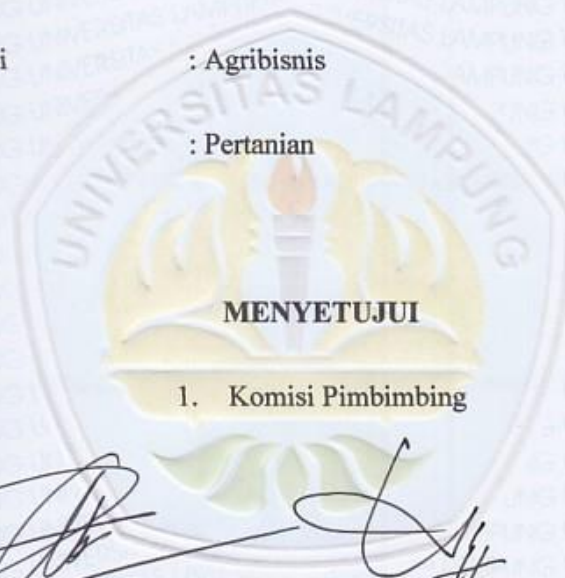 i : Agribisnis
: Pertanian
UNIVERSITAS LAMPUNG
MENYETUJUI
1. Komisi Pimbimbing